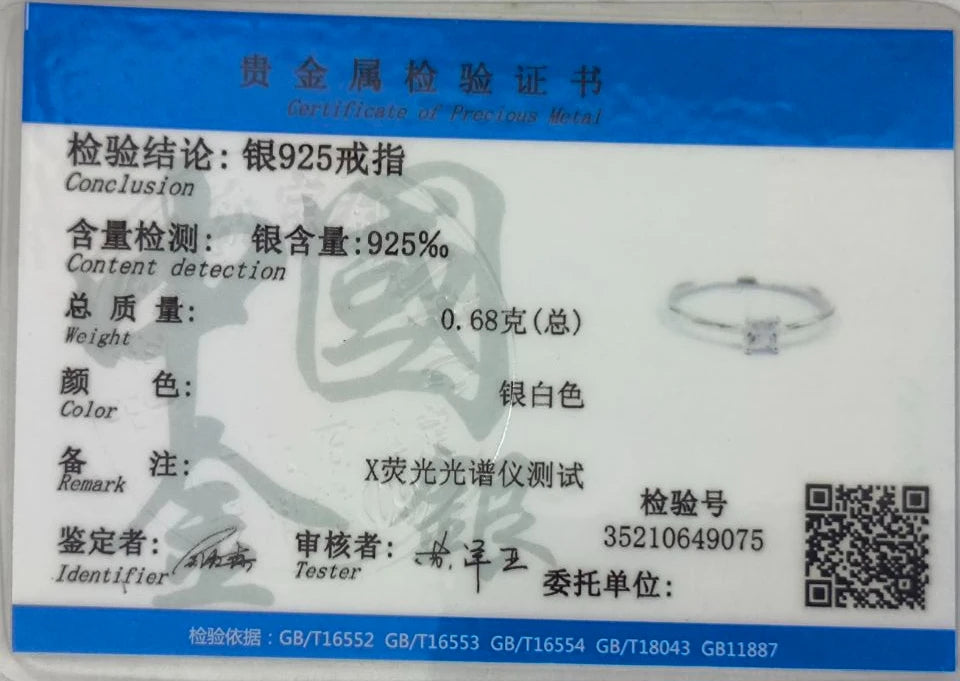 贵金属检验证书
Certificate of Precious Metal
检验结论: 银925戒指
Conclusion
含量检测: 银含量:925‰
Content detection
总质量: 0.68克(总)
Weight
颜色: 银白色
Color
备注: X荧光光谱仪测试
Remark
检验号
35210649075
鉴定者: 审核者:
Identifier Tester
委托单位:
中國
金銀
检验依据：GB/T16552 GB/T16553 GB/T16554 GB/T18043 GB11887